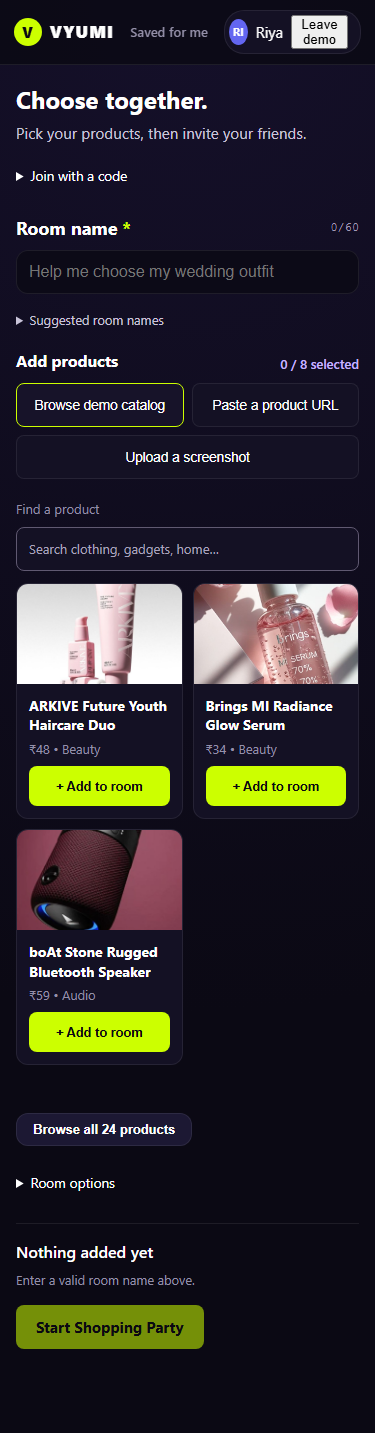 V VYUMI Saved for me RI Riya Leave demo
Choose together.
Pick your products, then invite your friends.
Join with a code
Room name *
0/60
Help me choose my wedding outfit
Suggested room names
Add products
0 / 8 selected
Browse demo catalog
Paste a product URL
Upload a screenshot
Find a product
Search clothing, gadgets, home...
ARKIVE Future Youth
Haircare Duo
₹48 • Beauty
+ Add to room
Brings
SERUM
70%
70%
Brings MI Radiance
Glow Serum
₹34 • Beauty
+ Add to room
boAt Stone Rugged
Bluetooth Speaker
₹59 • Audio
+ Add to room
Browse all 24 products
Room options
Nothing added yet
Enter a valid room name above.
Start Shopping Party